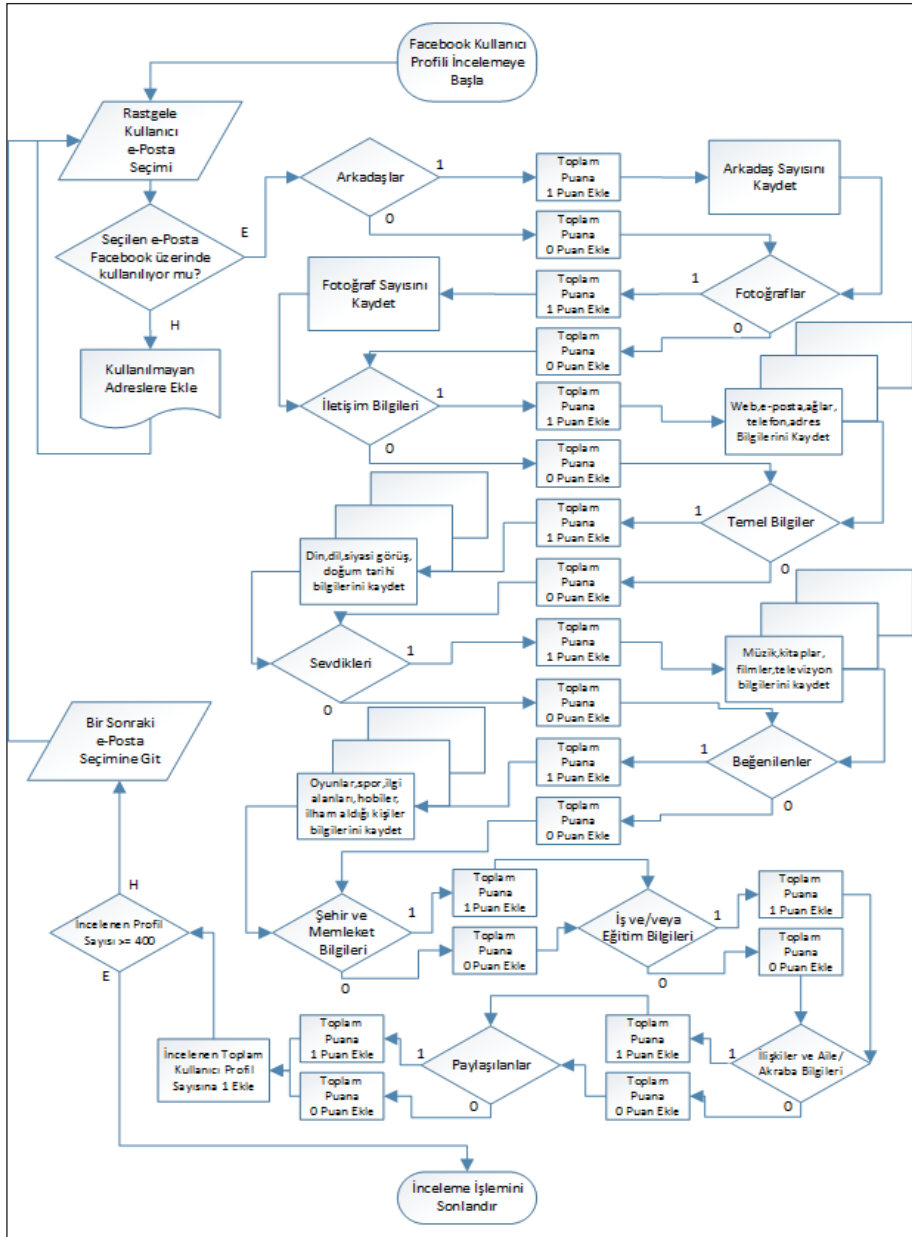 Facebook Kullanıcı
Profili İncelemeye
Başla
Rastgele
Kullanıcı
e-Posta
Seçimi
Seçilen e-Posta
Facebook üzerinde
kullanılıyor mu?
E
H
Kullanılmayan
Adreslere Ekle
Arkadaşlar
1
0
Toplam
Puana
1 Puan Ekle
Arkadaş Sayısını
Kaydet
Toplam
Puana
0 Puan Ekle
Fotoğraflar
1
0
Toplam
Puana
1 Puan Ekle
Fotoğraf Sayısını
Kaydet
Toplam
Puana
0 Puan Ekle
İletişim Bilgileri
1
0
Toplam
Puana
1 Puan Ekle
Web,e-posta,ağlar,
telefon,adres
Bilgilerini Kaydet
Toplam
Puana
0 Puan Ekle
Temel Bilgiler
1
0
Toplam
Puana
1 Puan Ekle
Din,dil,siyasi görüş,
doğum tarihi
bilgilerini kaydet
Toplam
Puana
0 Puan Ekle
Sevdikleri
1
0
Toplam
Puana
1 Puan Ekle
Müzik,kitaplar,
filmler,televizyon
bilgilerini kaydet
Toplam
Puana
0 Puan Ekle
Beğenilenler
1
0
Toplam
Puana
1 Puan Ekle
Oyunlar,spor,ilgi
alanları,hobiler,
ilham aldığı kişiler
bilgilerini kaydet
Toplam
Puana
0 Puan Ekle
Şehir ve
Memleket
Bilgileri
1
0
Toplam
Puana
1 Puan Ekle
Toplam
Puana
0 Puan Ekle
İş ve/veya
Eğitim Bilgileri
1
0
Toplam
Puana
1 Puan Ekle
Toplam
Puana
0 Puan Ekle
İlişkiler ve Aile/
Akraba Bilgileri
1
0
Toplam
Puana
1 Puan Ekle
Toplam
Puana
0 Puan Ekle
Paylaşılanlar
1
0
Toplam
Puana
1 Puan Ekle
Toplam
Puana
0 Puan Ekle
İncelenen Toplam
Kullanıcı Profil
Sayısına 1 Ekle
İncelenen Profil
Sayısı >= 400
H
E
Bir Sonraki
e-Posta
Seçimine Git
İnceleme İşlemini
Sonlandır